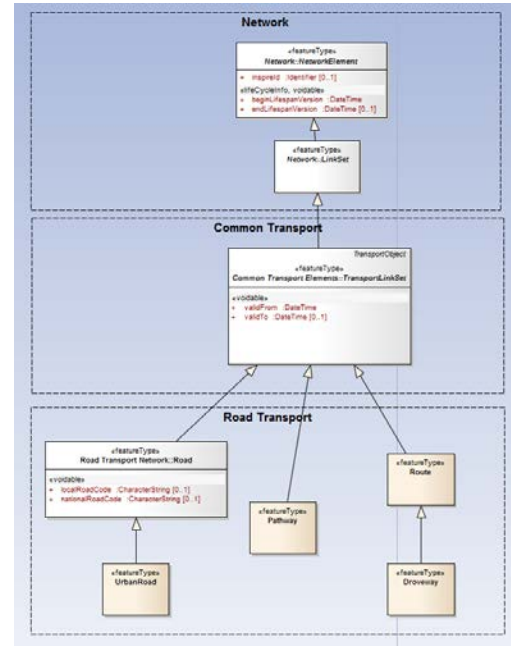 Network
«featureType»
Network::NetworkElement
+ inspireId :Identifier [0..1]
«lifeCycleInfo, voidable»
+ beginLifespanVersion :DateTime
+ endLifespanVersion :DateTime [0..1]
«featureType»
Network::LinkSet
Common Transport
TransportObject
«featureType»
Common Transport Elements::TransportLinkSet
«voidable»
+ validFrom :DateTime
+ validTo :DateTime [0..1]
Road Transport
«featureType»
Road Transport Network::Road
«voidable»
+ localRoadCode :CharacterString [0..1]
+ nationalRoadCode :CharacterString [0..1]
«featureType»
Route
«featureType»
Pathway
«featureType»
UrbanRoad
«featureType»
Droveway